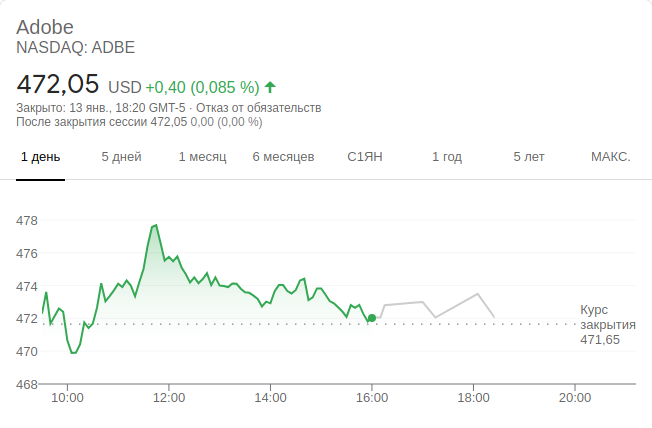 Adobe
NASDAQ: ADBE
472,05 USD +0,40 (0,085 %)
Закрыто: 13 янв., 18:20 GMT-5 · Отказ от обязательств
После закрытия сессии 472,05 0,00 (0,00 %)
1 день 5 дней 1 месяц 6 месяцев С1ЯН 1 год 5 лет МАКС.
478
476
474
472
470
468
Курс
закрытия
471,65
10:00 12:00 14:00 16:00 18:00 20:00